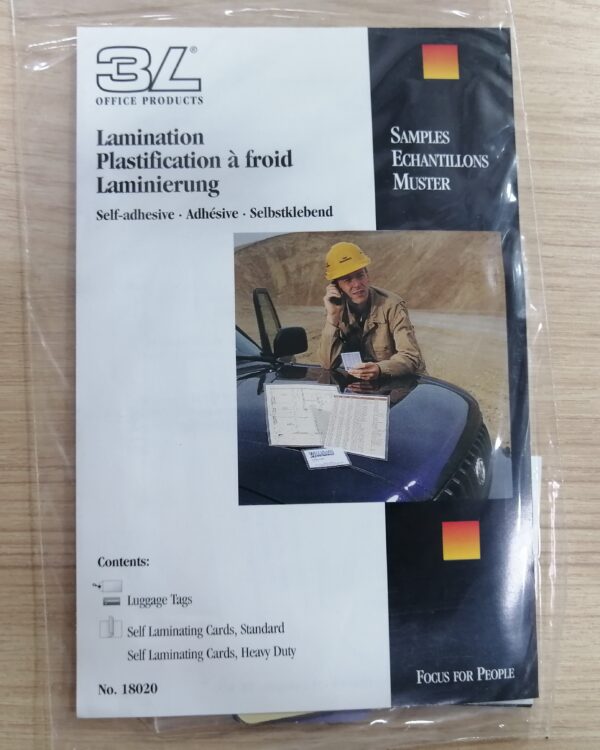 3L®
OFFICE PRODUCTS
Lamination
Plastification à froid
Laminierung
Self-adhesive · Adhésive · Selbstklebend
SAMPLES
ECHANTILLONS
MUSTER
Contents:
Luggage Tags
Self Laminating Cards, Standard
Self Laminating Cards, Heavy Duty
No. 18020
FOCUS FOR PEOPLE